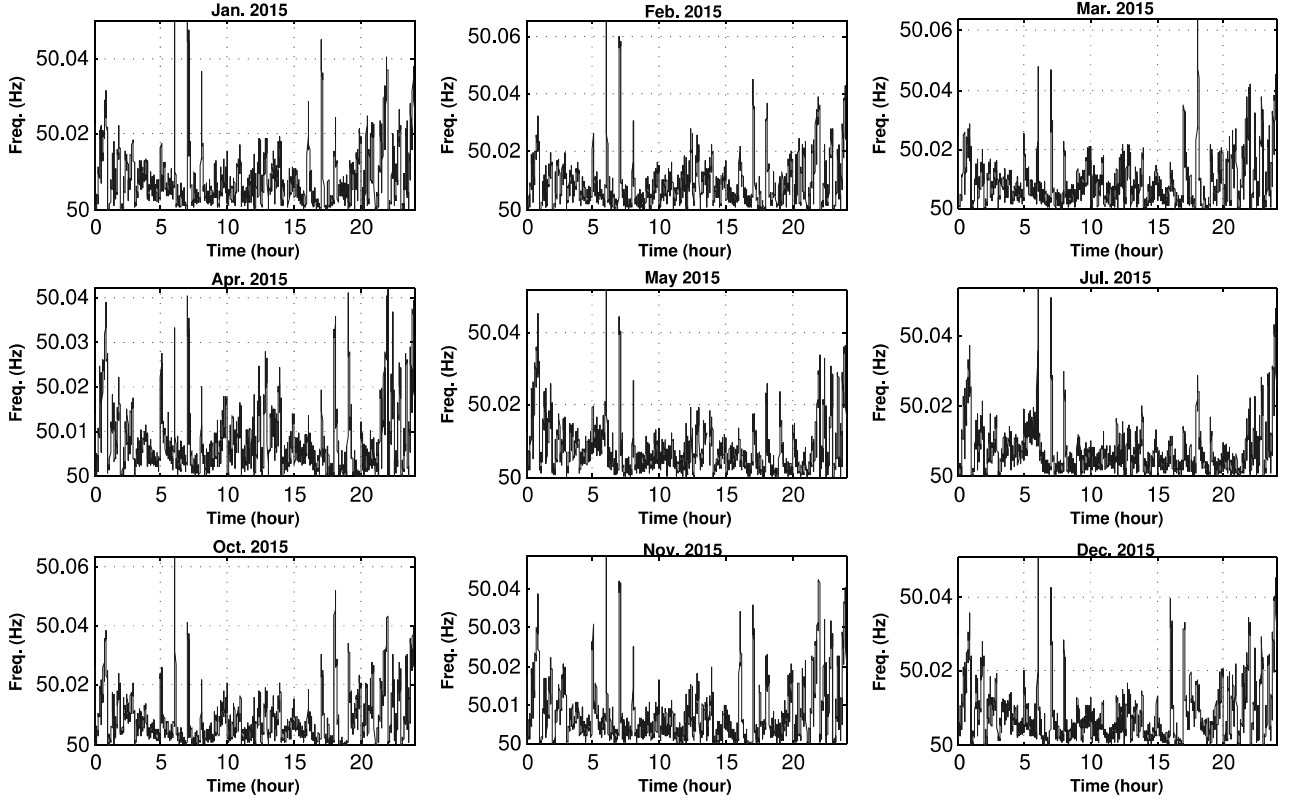 Jan. 2015
Feb. 2015
Mar. 2015
Freq. (Hz)
50.04
50.02
50
0 5 10 15 20
Time (hour)
Freq. (Hz)
50.06
50.04
50.02
50
0 5 10 15 20
Time (hour)
Freq. (Hz)
50.06
50.04
50.02
50
0 5 10 15 20
Time (hour)
Apr. 2015
May 2015
Jul. 2015
Freq. (Hz)
50.04
50.03
50.02
50.01
50
0 5 10 15 20
Time (hour)
Freq. (Hz)
50.04
50.02
50
0 5 10 15 20
Time (hour)
Freq. (Hz)
50.04
50.02
50
0 5 10 15 20
Time (hour)
Oct. 2015
Nov. 2015
Dec. 2015
Freq. (Hz)
50.06
50.04
50.02
50
0 5 10 15 20
Time (hour)
Freq. (Hz)
50.04
50.03
50.02
50.01
50
0 5 10 15 20
Time (hour)
Freq. (Hz)
50.04
50.02
50
0 5 10 15 20
Time (hour)